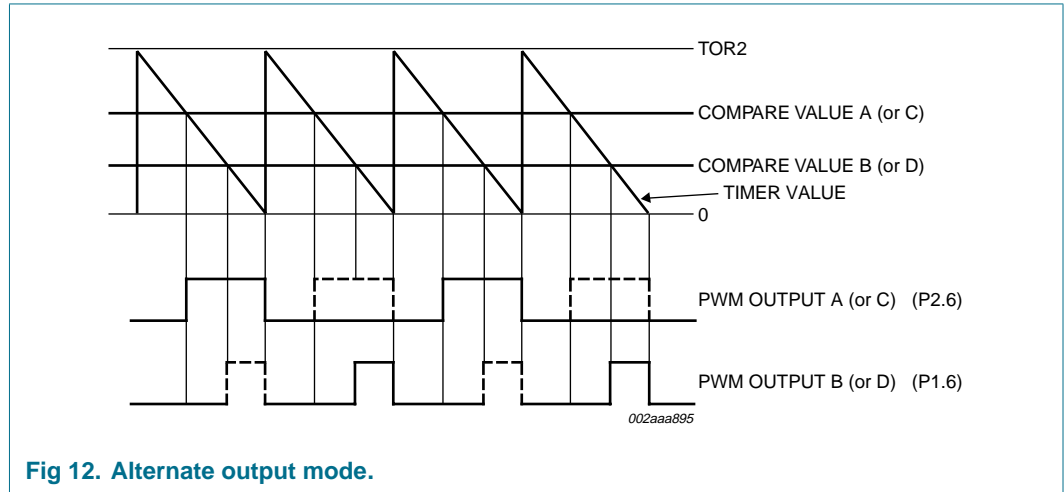 TOR2
COMPARE VALUE A (or C)
COMPARE VALUE B (or D)
TIMER VALUE
0
PWM OUTPUT A (or C) (P2.6)
PWM OUTPUT B (or D) (P1.6)
002aaa895
Fig 12. Alternate output mode.